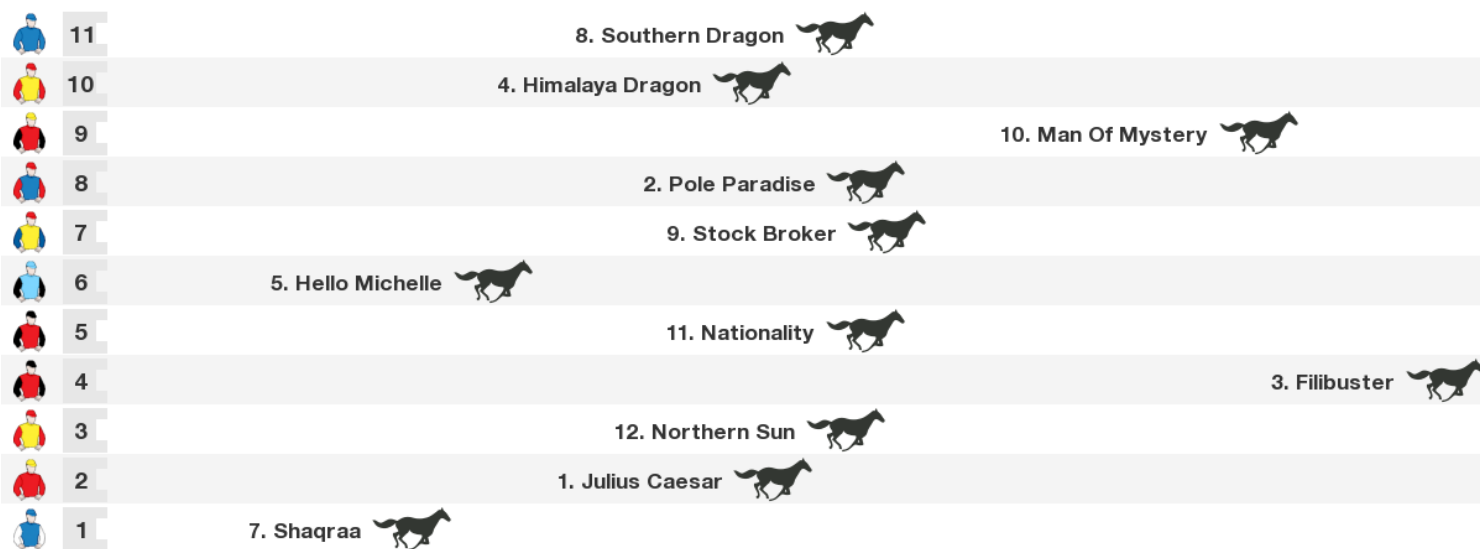 11 8. Southern Dragon
10 4. Himalaya Dragon
9 10. Man Of Mystery
8 2. Pole Paradise
7 9. Stock Broker
6 5. Hello Michelle
5 11. Nationality
4 3. Filibuster
3 12. Northern Sun
2 1. Julius Caesar
1 7. Shaqraa